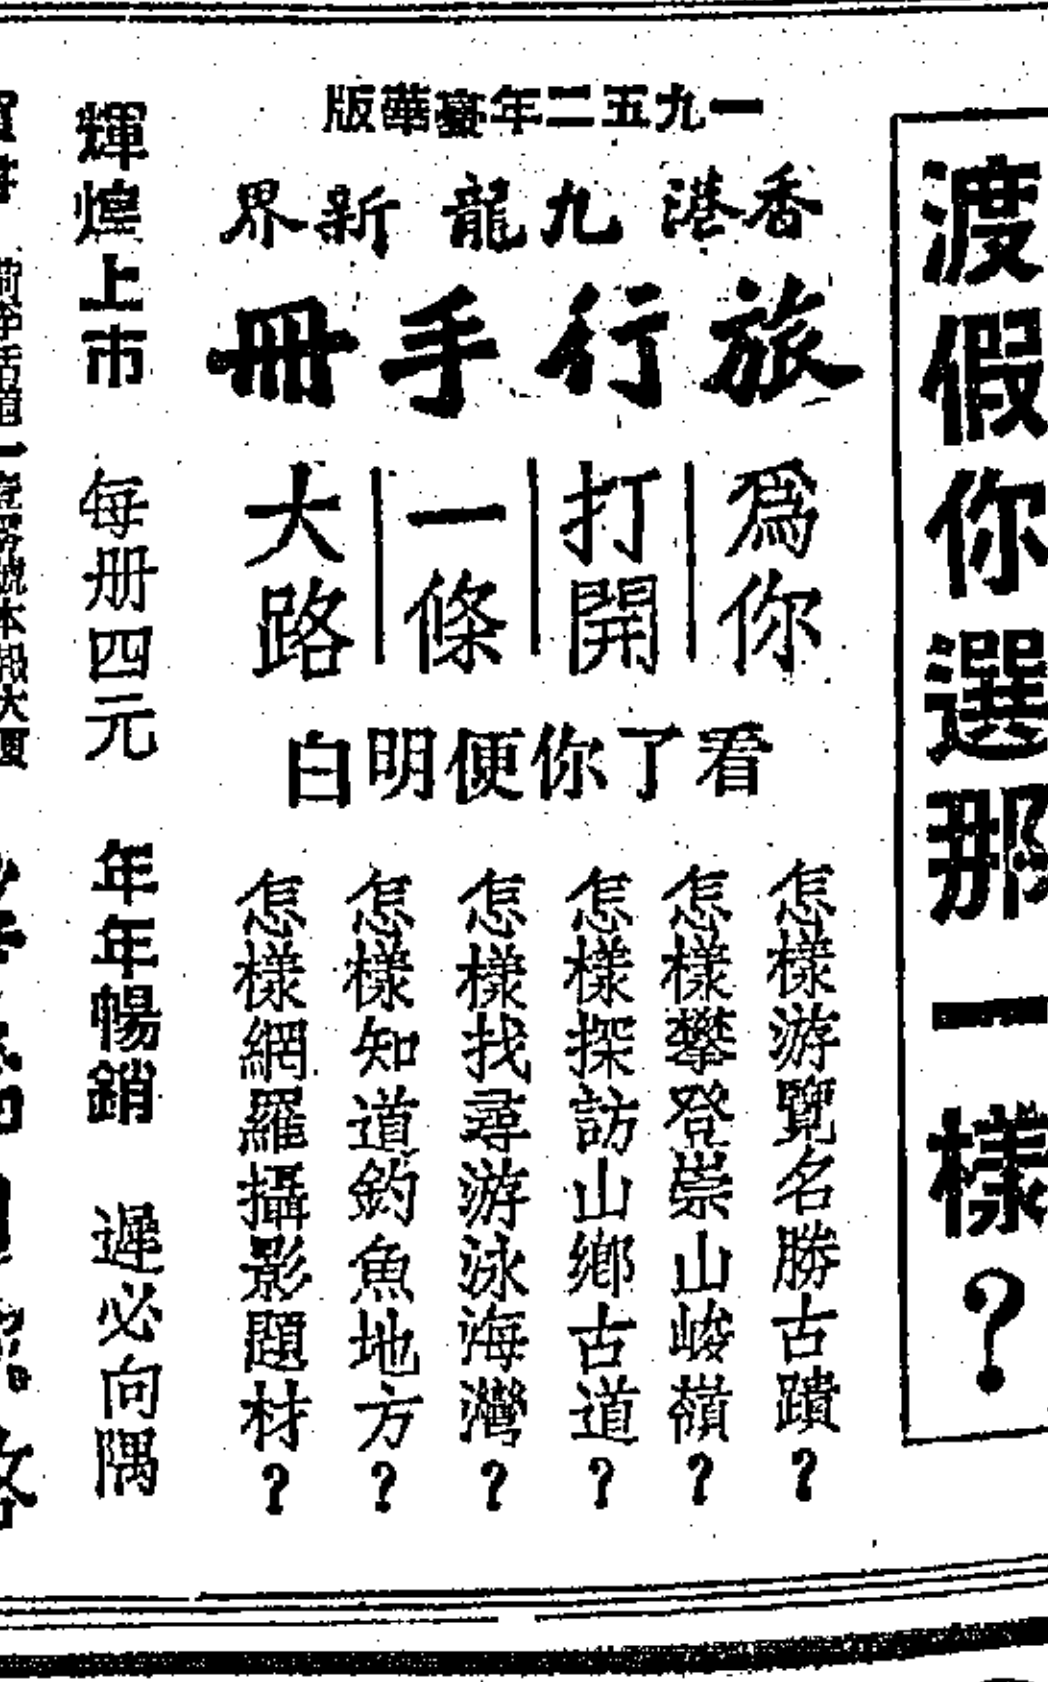 渡假你選那一樣？
一九五二年豪華版
香港九龍新界
旅行手冊
為你
打開
一條
大路
看了你便明白
怎樣游覽名勝古蹟？
怎樣攀登崇山峻嶺？
怎樣探訪山鄉古道？
怎樣找尋游泳海灣？
怎樣知道釣魚地方？
怎樣網羅攝影題材？
輝煌上市 每册四元 年年暢銷 遲必向隅